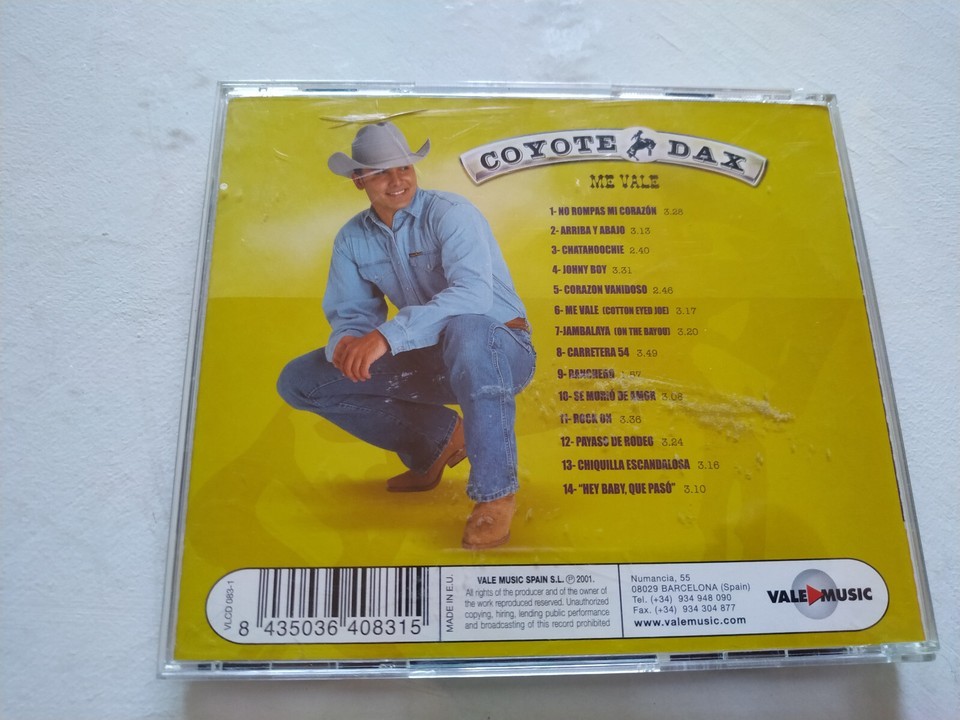 COYOTE DAX
ME VALE
1- NO ROMPAS MI CORAZÓN 3.28
2- ARRIBA Y ABAJO 3.13
3- CHATAHOOCHIE 2.40
4- JOHNY BOY 3.31
5- CORAZON VANIDOSO 2.46
6- ME VALE (COTTON EYED JOE) 3.17
7-JAMBALAYA (ON THE BAYOU) 3.20
8- CARRETERA 54 3.49
9- RANCHERO 1.57
10- SE MURIÓ DE AMOR 3.08
11- ROCK ON 3.36
12- PAYASO DE RODEO 3.24
13- CHIQUILLA ESCANDALOSA 3.16
14- "HEY BABY, QUE PASÓ" 3.10
VLCD 083-1
8 435036 408315
MADE IN E.U.
VALE MUSIC SPAIN S.L. Ⓟ 2001.
All rights of the producer and of the owner of
the work reproduced reserved. Unauthorized
copying, hiring, lending public performance
and broadcasting of this record prohibited
Numancia, 55
08029 BARCELONA (Spain)
Tel. (+34) 934 948 090
Fax. (+34) 934 304 877
www.valemusic.com
VALE MUSIC